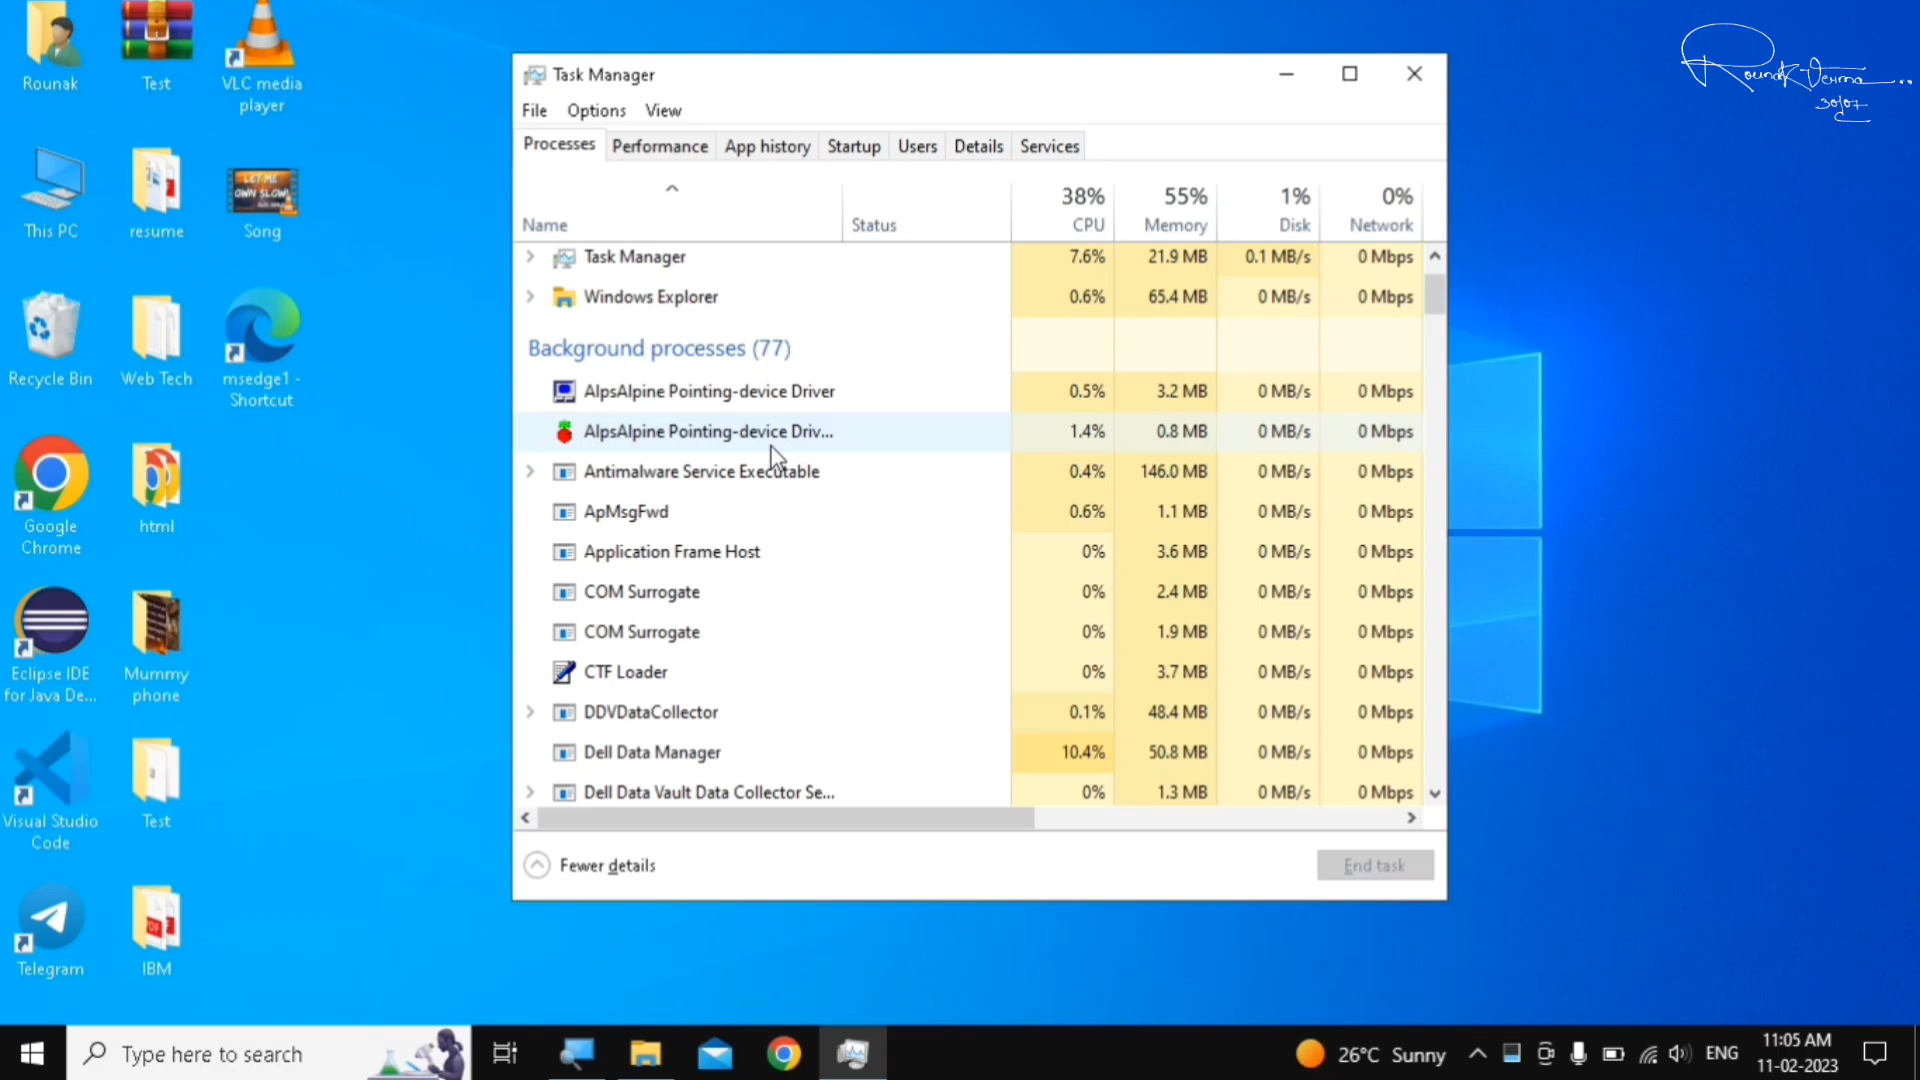 Rounak
Test
VLC media
player
This PC
resume
Song
Recycle Bin
Web Tech
msedge1 -
Shortcut
Google
Chrome
html
Eclipse IDE
for Java De...
Mummy
phone
Visual Studio
Code
Test
Telegram
IBM
Task Manager
File Options View
Processes Performance App history Startup Users Details Services
38% 55% 1% 0%
Name Status CPU Memory Disk Network
Task Manager 7.6% 21.9 MB 0.1 MB/s 0 Mbps
Windows Explorer 0.6% 65.4 MB 0 MB/s 0 Mbps
Background processes (77)
AlpsAlpine Pointing-device Driver 0.5% 3.2 MB 0 MB/s 0 Mbps
AlpsAlpine Pointing-device Driv... 1.4% 0.8 MB 0 MB/s 0 Mbps
Antimalware Service Executable 0.4% 146.0 MB 0 MB/s 0 Mbps
ApMsgFwd 0.6% 1.1 MB 0 MB/s 0 Mbps
Application Frame Host 0% 3.6 MB 0 MB/s 0 Mbps
COM Surrogate 0% 2.4 MB 0 MB/s 0 Mbps
COM Surrogate 0% 1.9 MB 0 MB/s 0 Mbps
CTF Loader 0% 3.7 MB 0 MB/s 0 Mbps
DDVDataCollector 0.1% 48.4 MB 0 MB/s 0 Mbps
Dell Data Manager 10.4% 50.8 MB 0 MB/s 0 Mbps
Dell Data Vault Data Collector Se... 0% 1.3 MB 0 MB/s 0 Mbps
Fewer details End task
Rounak Verma
30/07
Type here to search
26°C Sunny ENG
11:05 AM
11-02-2023